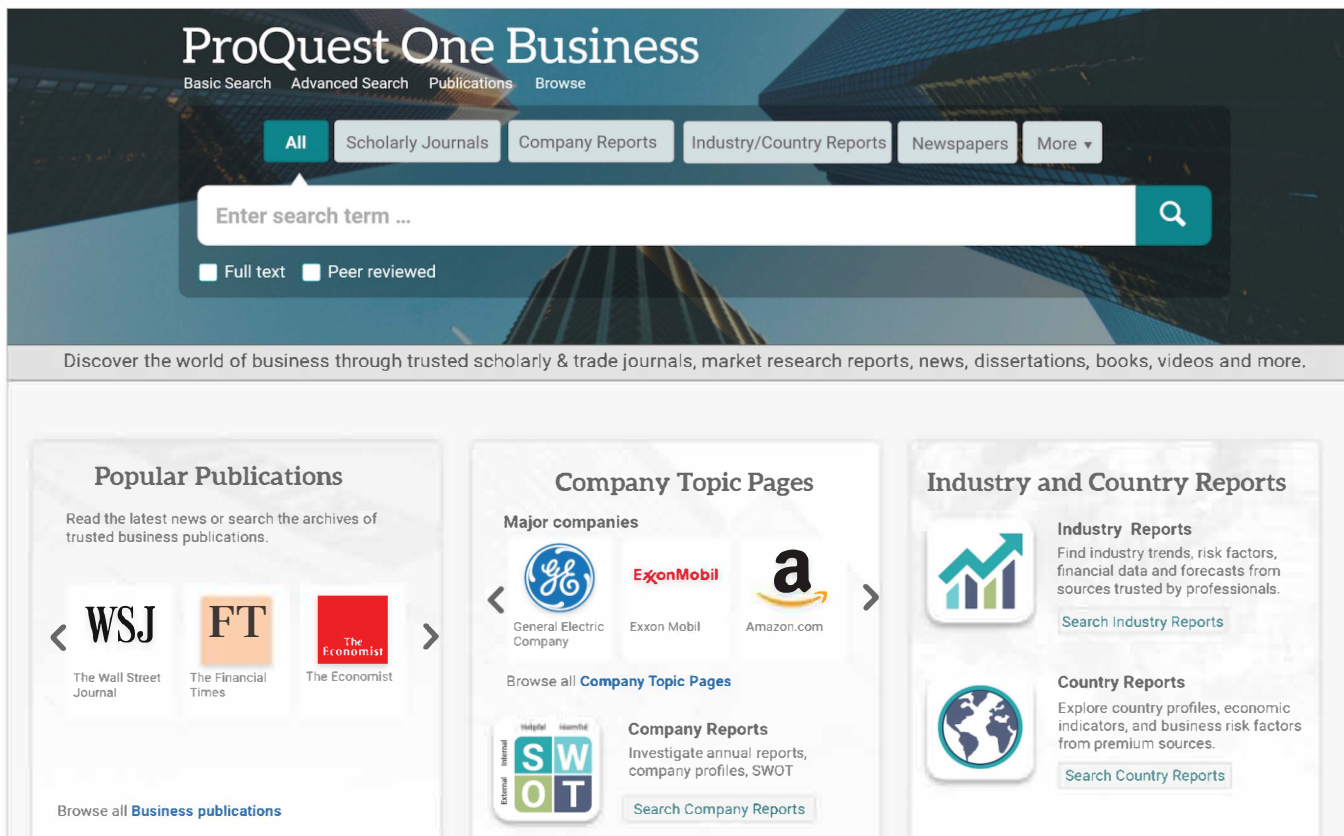 ProQuest One Business
Basic Search Advanced Search Publications Browse
All Scholarly Journals Company Reports Industry/Country Reports Newspapers More
Enter search term ...
Full text Peer reviewed
Discover the world of business through trusted scholarly & trade journals, market research reports, news, dissertations, books, videos and more.
Popular Publications
Read the latest news or search the archives of
trusted business publications.
WSJ
The Wall Street
Journal
FT
The Financial
Times
The
Economist
The Economist
Browse all Business publications
Company Topic Pages
Major companies
GE
General Electric
Company
ExxonMobil
Exxon Mobil
a
Amazon.com
Browse all Company Topic Pages
Helpful Harmful
Internal
External
S W
O T
Company Reports
Investigate annual reports,
company profiles, SWOT
Search Company Reports
Industry and Country Reports
Industry Reports
Find industry trends, risk factors,
financial data and forecasts from
sources trusted by professionals.
Search Industry Reports
Country Reports
Explore country profiles, economic
indicators, and business risk factors
from premium sources.
Search Country Reports